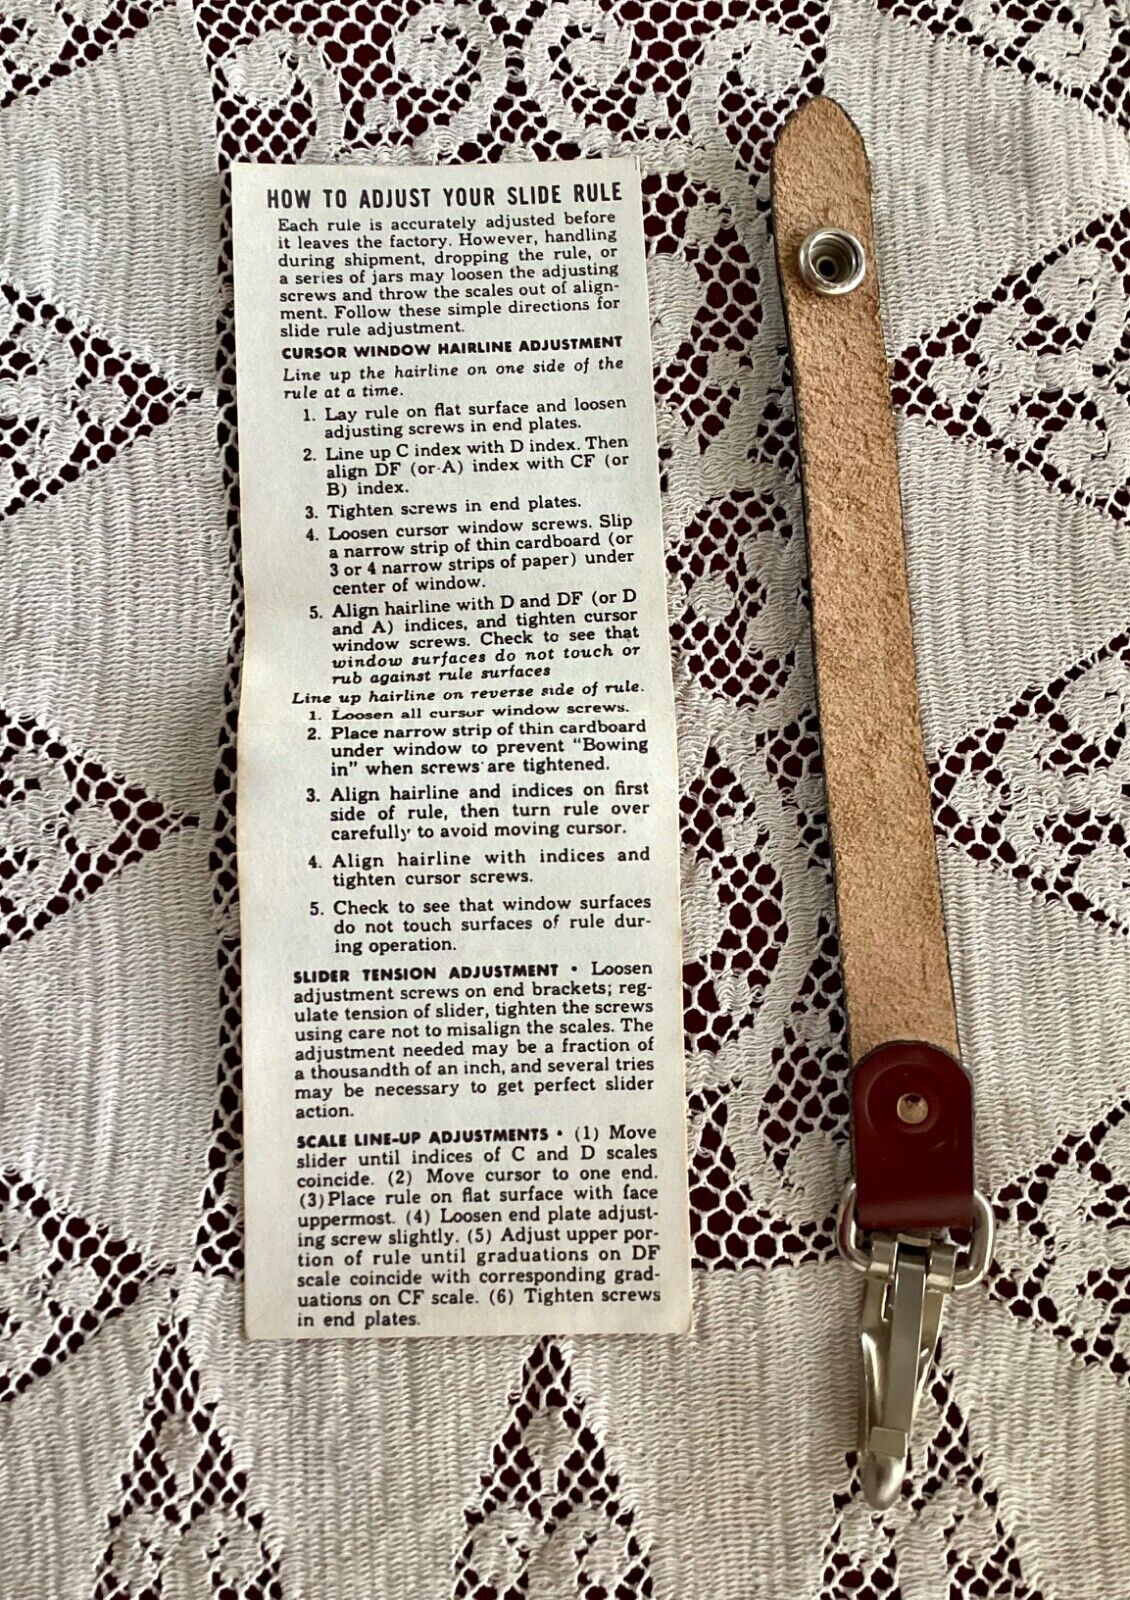 HOW TO ADJUST YOUR SLIDE RULE
Each rule is accurately adjusted before
it leaves the factory. However, handling
during shipment, dropping the rule, or
a series of jars may loosen the adjusting
screws and throw the scales out of align-
ment. Follow these simple directions for
slide rule adjustment.
CURSOR WINDOW HAIRLINE ADJUSTMENT
Line up the hairline on one side of the
rule at a time.
1. Lay rule on flat surface and loosen
adjusting screws in end plates.
2. Line up C index with D index. Then
align DF (or A) index with CF (or
B) index.
3. Tighten screws in end plates.
4. Loosen cursor window screws. Slip
a narrow strip of thin cardboard (or
3 or 4 narrow strips of paper) under
center of window.
5. Align hairline with D and DF (or D
and A) indices, and tighten cursor
window screws. Check to see that
window surfaces do not touch or
rub against rule surfaces
Line up hairline on reverse side of rule.
1. Loosen all cursor window screws.
2. Place narrow strip of thin cardboard
under window to prevent "Bowing
in" when screws are tightened.
3. Align hairline and indices on first
side of rule, then turn rule over
carefully to avoid moving cursor.
4. Align hairline with indices and
tighten cursor screws.
5. Check to see that window surfaces
do not touch surfaces of rule dur-
ing operation.
SLIDER TENSION ADJUSTMENT • Loosen
adjustment screws on end brackets; reg-
ulate tension of slider, tighten the screws
using care not to misalign the scales. The
adjustment needed may be a fraction of
a thousandth of an inch, and several tries
may be necessary to get perfect slider
action.
SCALE LINE-UP ADJUSTMENTS • (1) Move
slider until indices of C and D scales
coincide. (2) Move cursor to one end.
(3) Place rule on flat surface with face
uppermost. (4) Loosen end plate adjust-
ing screw slightly. (5) Adjust upper por-
tion of rule until graduations on DF
scale coincide with corresponding grad-
uations on CF scale. (6) Tighten screws
in end plates.